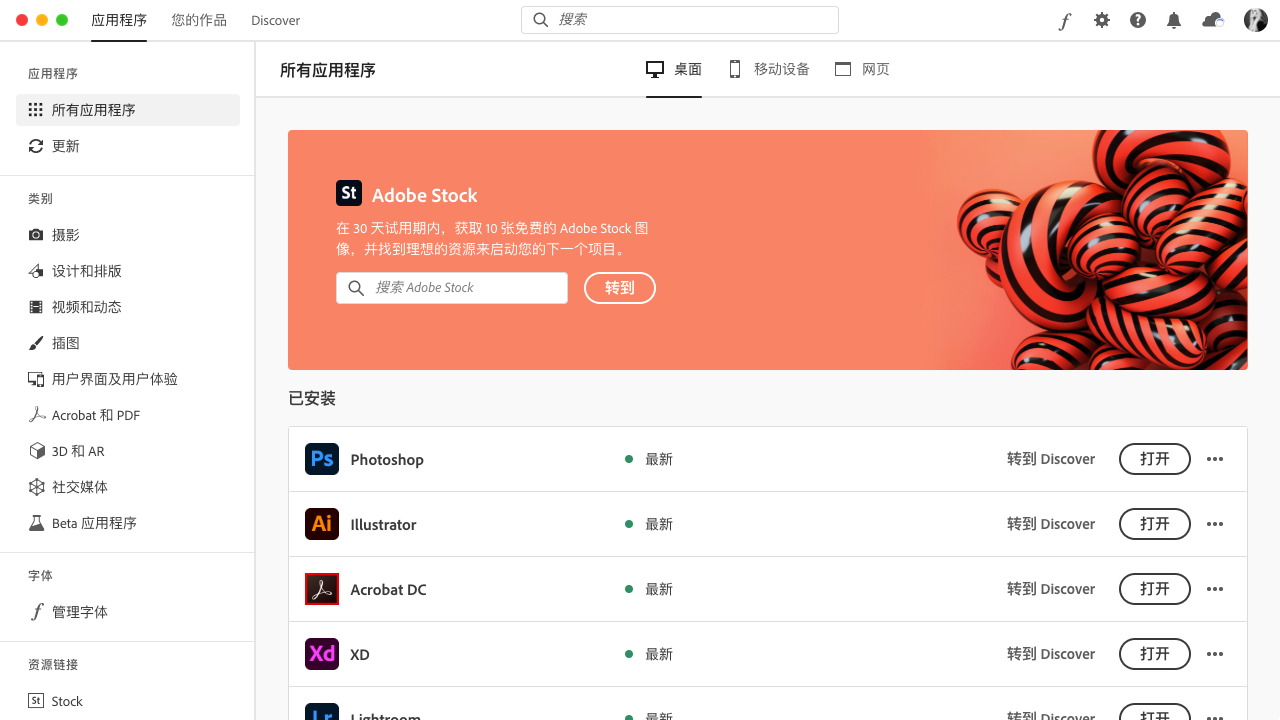 应用程序 您的作品 Discover 搜索
应用程序
所有应用程序
更新
类别
摄影
设计和排版
视频和动态
插图
用户界面及用户体验
Acrobat 和 PDF
3D 和 AR
社交媒体
Beta 应用程序
字体
管理字体
资源链接
St Stock
所有应用程序 桌面 移动设备 网页
St Adobe Stock
在 30 天试用期内，获取 10 张免费的 Adobe Stock 图
像，并找到理想的资源来启动您的下一个项目。
搜索 Adobe Stock 转到
已安装
Ps Photoshop 最新 转到 Discover 打开
Ai Illustrator 最新 转到 Discover 打开
Acrobat DC 最新 转到 Discover 打开
Xd XD 最新 转到 Discover 打开
Lr Lightroom 最新 转到 Discover 打开